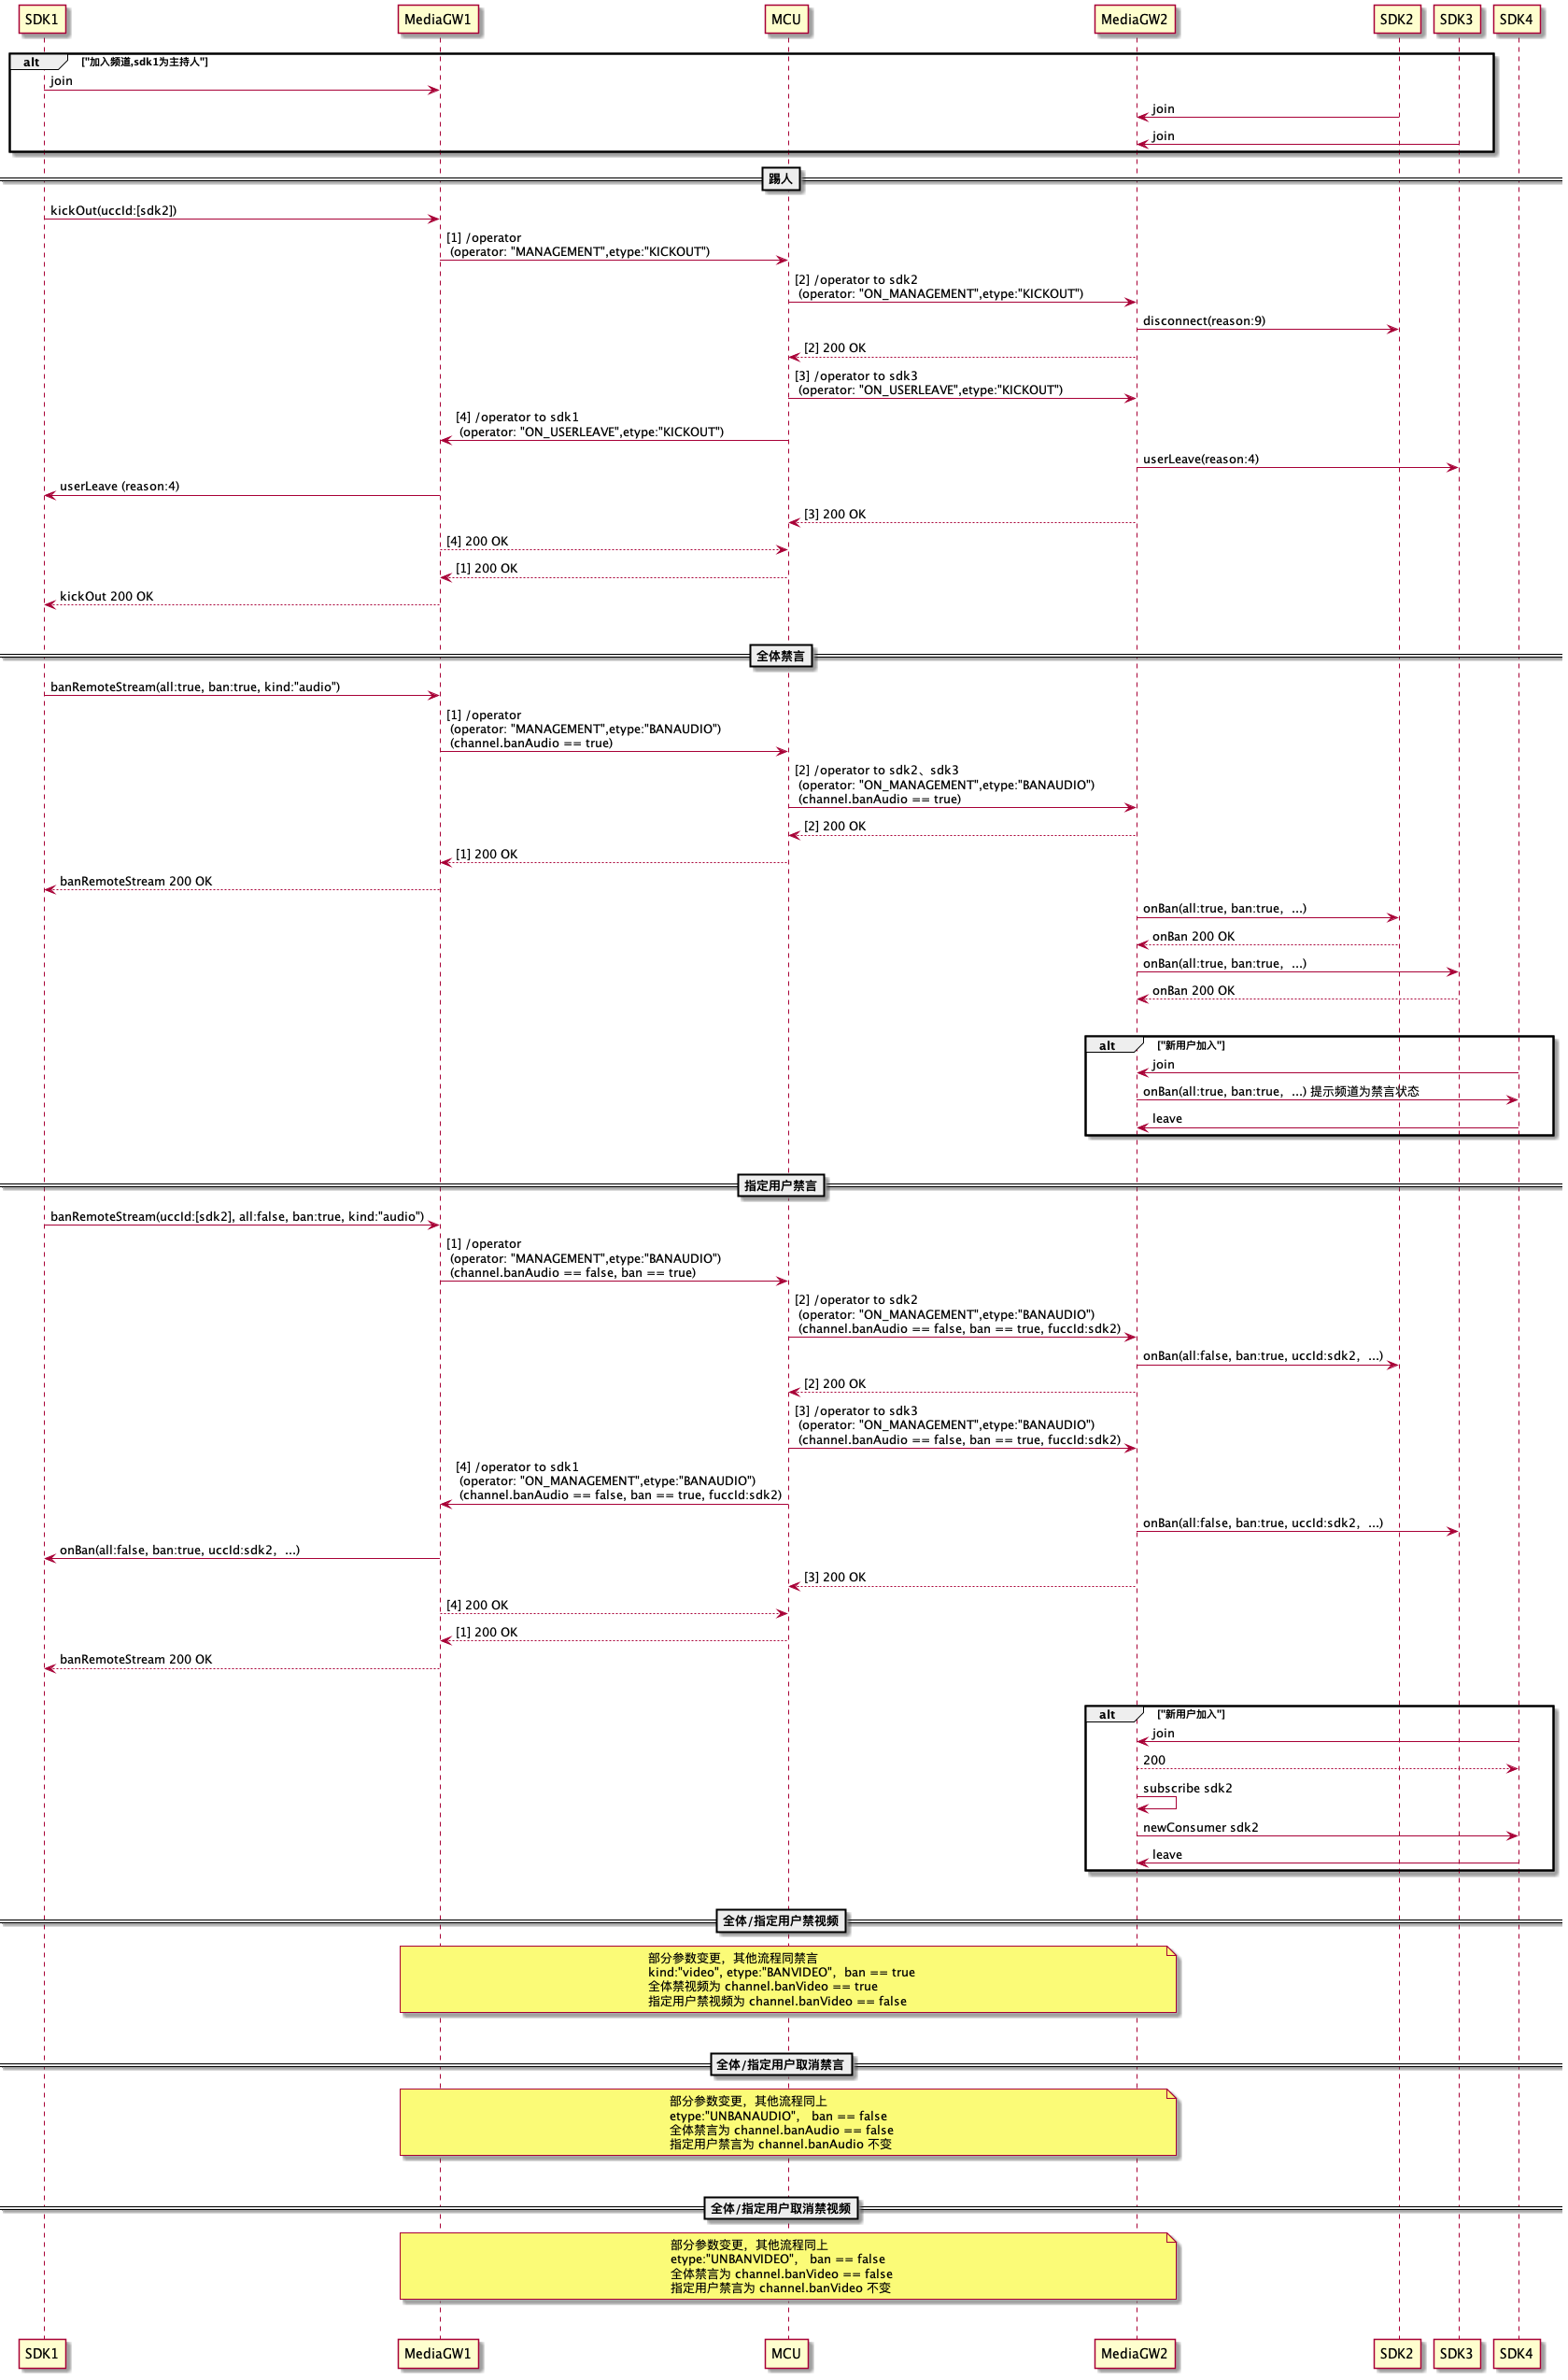 SDK1
MediaGW1
MCU
MediaGW2
SDK2
SDK3
SDK4
alt
["加入频道,sdk1为主持人"]
join
join
join
踢人
kickOut(uccId:[sdk2])
[1] /operator
(operator: "MANAGEMENT",etype:"KICKOUT")
[2] /operator to sdk2
(operator: "ON_MANAGEMENT",etype:"KICKOUT")
disconnect(reason:9)
[2] 200 OK
[3] /operator to sdk3
(operator: "ON_USERLEAVE",etype:"KICKOUT")
[4] /operator to sdk1
(operator: "ON_USERLEAVE",etype:"KICKOUT")
userLeave(reason:4)
userLeave (reason:4)
[3] 200 OK
[4] 200 OK
[1] 200 OK
kickOut 200 OK
全体禁言
banRemoteStream(all:true, ban:true, kind:"audio")
[1] /operator
(operator: "MANAGEMENT",etype:"BANAUDIO")
(channel.banAudio == true)
[2] /operator to sdk2、sdk3
(operator: "ON_MANAGEMENT",etype:"BANAUDIO")
(channel.banAudio == true)
[2] 200 OK
[1] 200 OK
banRemoteStream 200 OK
onBan(all:true, ban:true，...)
onBan 200 OK
onBan(all:true, ban:true，...)
onBan 200 OK
alt
["新用户加入"]
join
onBan(all:true, ban:true，...) 提示频道为禁言状态
leave
指定用户禁言
banRemoteStream(uccId:[sdk2], all:false, ban:true, kind:"audio")
[1] /operator
(operator: "MANAGEMENT",etype:"BANAUDIO")
(channel.banAudio == false, ban == true)
[2] /operator to sdk2
(operator: "ON_MANAGEMENT",etype:"BANAUDIO")
(channel.banAudio == false, ban == true, fuccId:sdk2)
onBan(all:false, ban:true, uccId:sdk2，...)
[2] 200 OK
[3] /operator to sdk3
(operator: "ON_MANAGEMENT",etype:"BANAUDIO")
(channel.banAudio == false, ban == true, fuccId:sdk2)
[4] /operator to sdk1
(operator: "ON_MANAGEMENT",etype:"BANAUDIO")
(channel.banAudio == false, ban == true, fuccId:sdk2)
onBan(all:false, ban:true, uccId:sdk2，...)
onBan(all:false, ban:true, uccId:sdk2，...)
[3] 200 OK
[4] 200 OK
[1] 200 OK
banRemoteStream 200 OK
alt
["新用户加入"]
join
200
subscribe sdk2
newConsumer sdk2
leave
全体/指定用户禁视频
部分参数变更，其他流程同禁言
kind:"video", etype:"BANVIDEO"，ban == true
全体禁视频为 channel.banVideo == true
指定用户禁视频为 channel.banVideo == false
全体/指定用户取消禁言
部分参数变更，其他流程同上
etype:"UNBANAUDIO"， ban == false
全体禁言为 channel.banAudio == false
指定用户禁言为 channel.banAudio 不变
全体/指定用户取消禁视频
部分参数变更，其他流程同上
etype:"UNBANVIDEO"， ban == false
全体禁言为 channel.banVideo == false
指定用户禁言为 channel.banVideo 不变
SDK1
MediaGW1
MCU
MediaGW2
SDK2
SDK3
SDK4